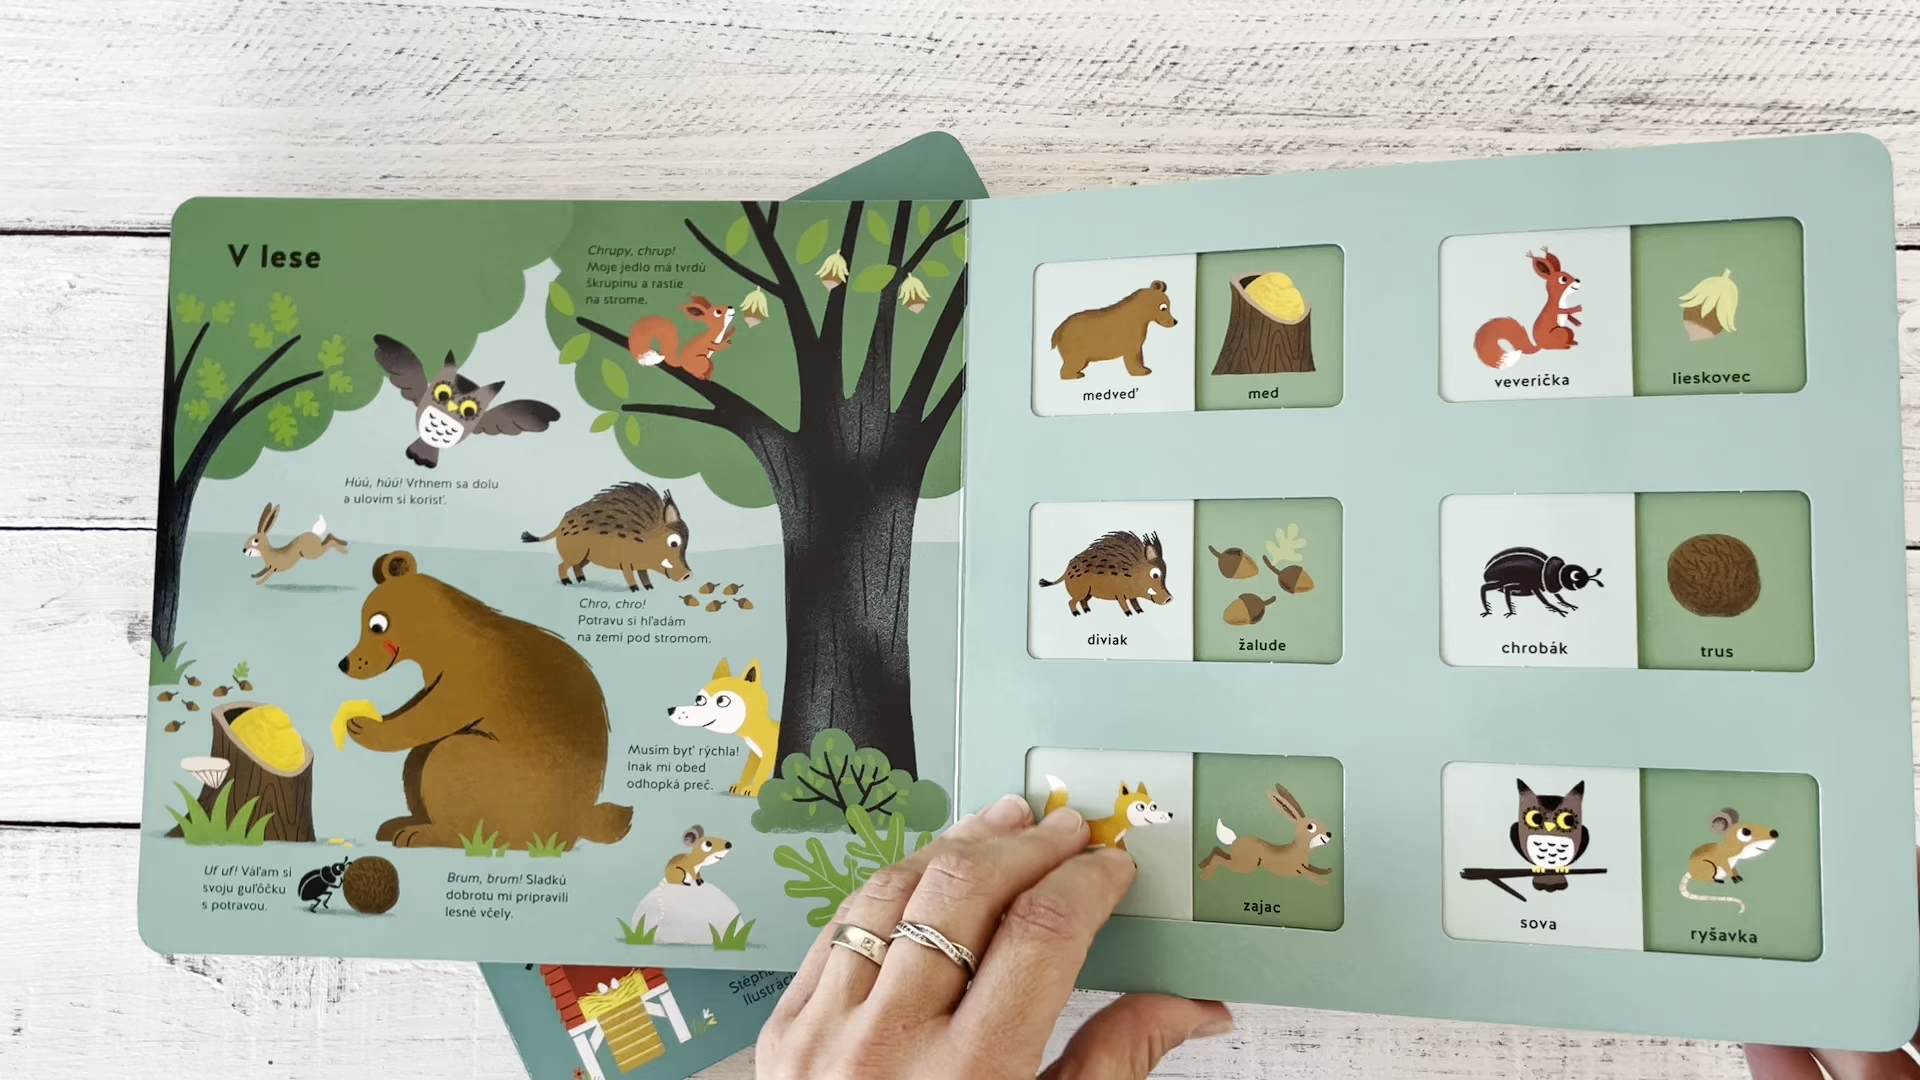 V lese
Chrupy, chrup!
Moje jedlo má tvrdú
škrupinu a rastie
na strome.
Húú, húú! Vrhnem sa dolu
a ulovím si korisť.
Chro, chro!
Potravu si hľadám
na zemi pod stromom.
Musím byť rýchla!
Inak mi obed
odhopká preč.
Uf uf! Váľam si
svoju guľôčku
s potravou.
Brum, brum! Sladkú
dobrotu mi pripravili
lesné včely.
medveď
med
veverička
lieskovec
diviak
žalude
chrobák
trus
zajac
sova
ryšavka